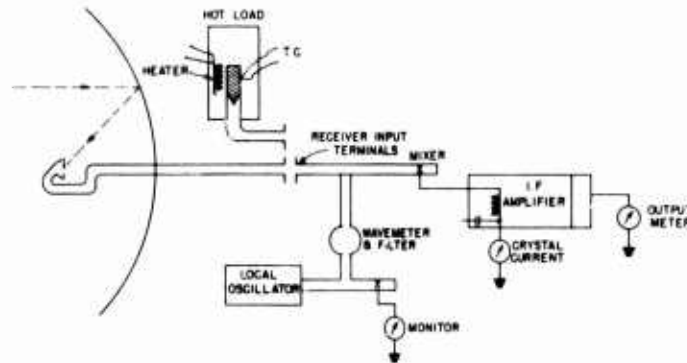 HOT LOAD
T C
HEATER
RECEIVER INPUT
TERMINALS
MIXER
I.F
AMPLIFIER
OUTPUT
METER
WAVEMETER
& FILTER
CRYSTAL
CURRENT
LOCAL
OSCILLATOR
MONITOR